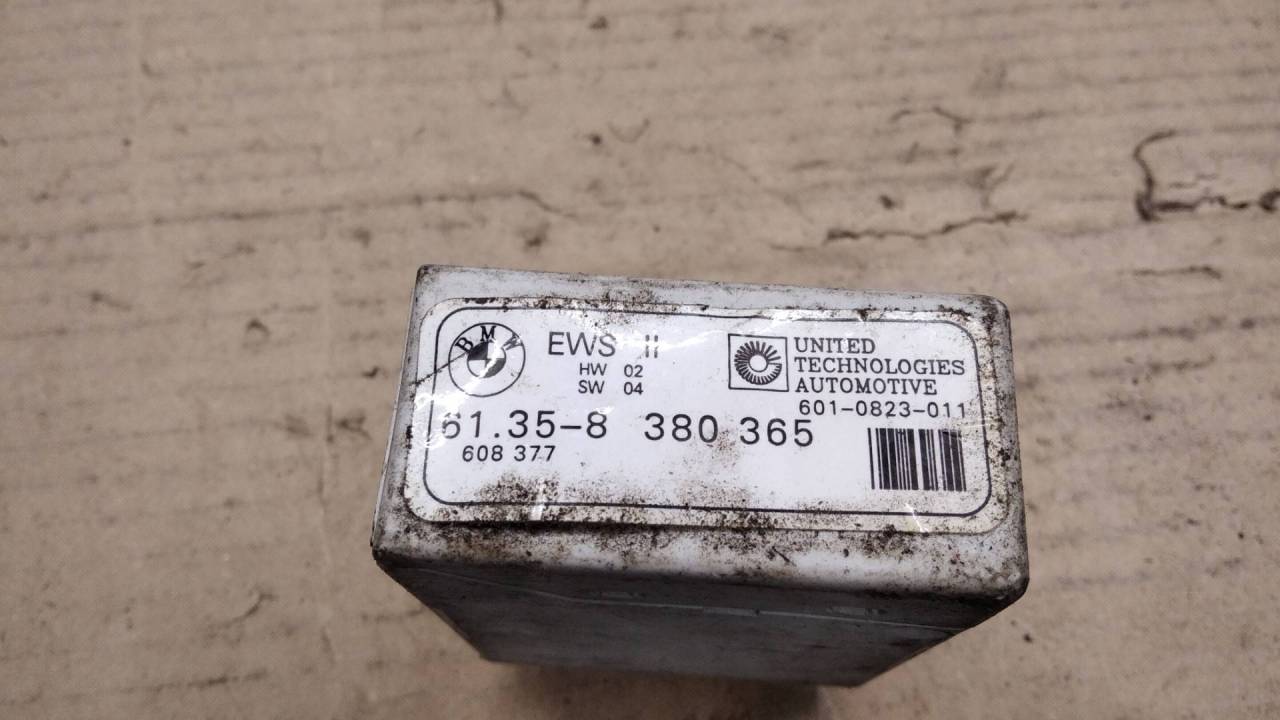 BMW
EWS II
HW 02
SW 04
UNITED
TECHNOLOGIES
AUTOMOTIVE
601-0823-011
61.35-8 380 365
608 377